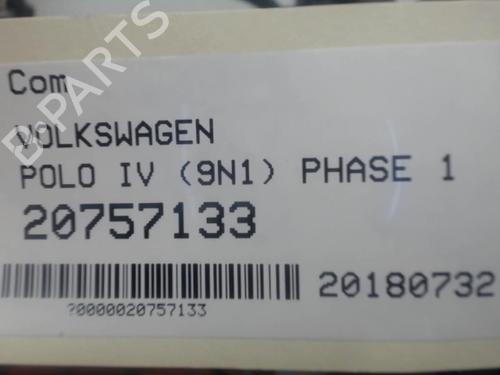 Com
VOLKSWAGEN
POLO IV (9N1) PHASE 1
20757133
20180732
?0000020757133
B-PARTS